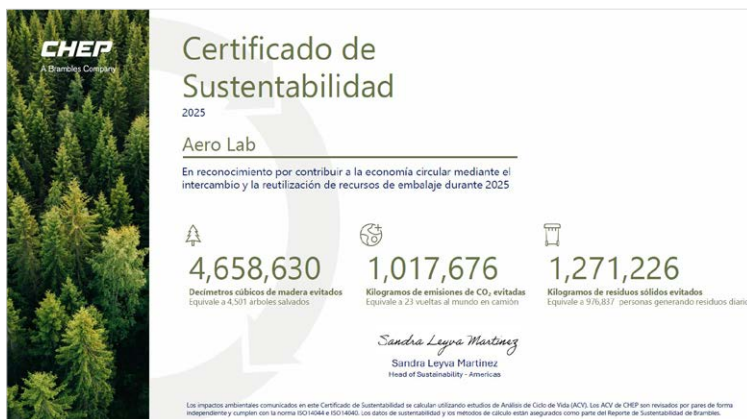 CHEP
A Brambles Company
Certificado de
Sustentabilidad
2025
Aero Lab
En reconocimiento por contribuir a la economía circular mediante el
intercambio y la reutilización de recursos de embalaje durante 2025
4,658,630
Decímetros cúbicos de madera evitados
Equivale a 4,501 arboles salvados
1,017,676
Kilogramos de emisiones de CO₂ evitadas
Equivale a 23 vueltas al mundo en camión
1,271,226
Kilogramos de residuos sólidos evitados
Equivale a 976,837 personas generando residuos diari
Sandra Leyva Martinez
Sandra Leyva Martinez
Head of Sustainability - Americas
Los impactos ambientales comunicados en este Certificado de Sustentabilidad se calculan utilizando estudios de Análisis de Ciclo de Vida (ACV). Los ACV de CHEP son revisados por pares de forma
independiente y cumplen con la norma ISO14044 e ISO14040. Los datos de sustentabilidad y los métodos de cálculo están asegurados como parte del Reporte de Sustentabilidad de Brambles.